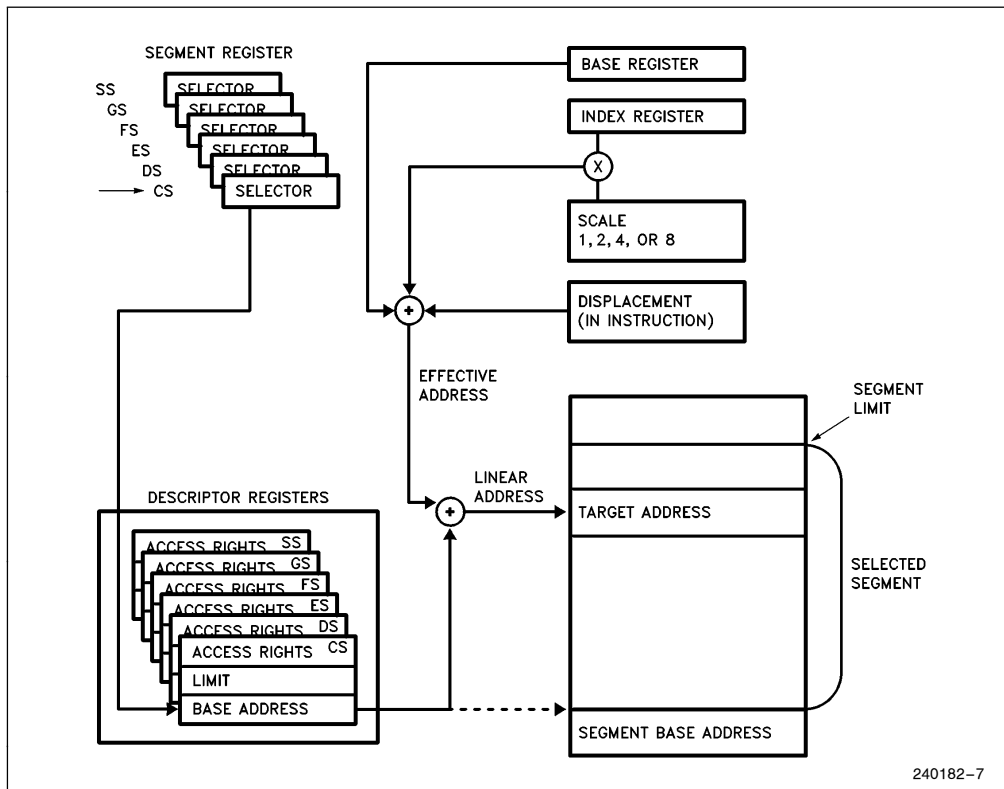 SEGMENT REGISTER
SS
SELECTOR
GS
SELECTOR
FS
SELECTOR
ES
SELECTOR
DS
SELECTOR
CS
SELECTOR
BASE REGISTER
INDEX REGISTER
X
SCALE
1, 2, 4, OR 8
DISPLACEMENT
(IN INSTRUCTION)
+
EFFECTIVE
ADDRESS
SEGMENT
LIMIT
LINEAR
ADDRESS
+
TARGET ADDRESS
SELECTED
SEGMENT
SEGMENT BASE ADDRESS
DESCRIPTOR REGISTERS
ACCESS RIGHTS SS
ACCESS RIGHTS GS
ACCESS RIGHTS FS
ACCESS RIGHTS ES
ACCESS RIGHTS DS
ACCESS RIGHTS CS
LIMIT
BASE ADDRESS
240182-7